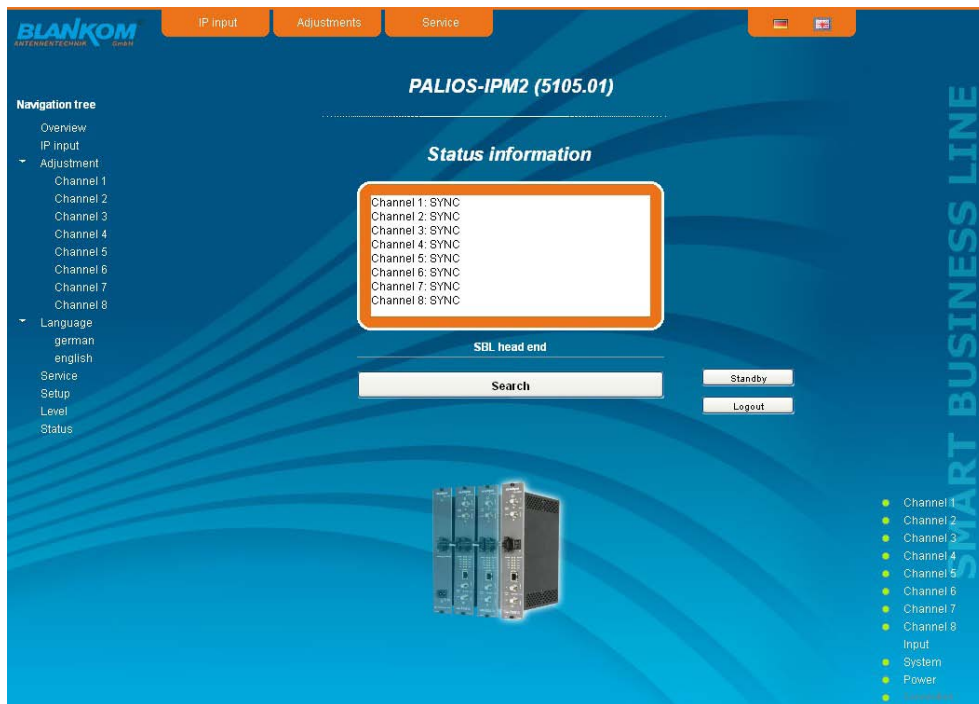 BLANKOM
ANTENNENTECHNIK GmbH
IP input
Adjustments
Service
PALIOS-IPM2 (5105.01)
Navigation tree
Overview
IP input
Adjustment
Channel 1
Channel 2
Channel 3
Channel 4
Channel 5
Channel 6
Channel 7
Channel 8
Language
german
english
Service
Setup
Level
Status
Status information
Channel 1: SYNC
Channel 2: SYNC
Channel 3: SYNC
Channel 4: SYNC
Channel 5: SYNC
Channel 6: SYNC
Channel 7: SYNC
Channel 8: SYNC
SBL head end
Search
Standby
Logout
SMART BUSINESS LINE
Channel 1
Channel 2
Channel 3
Channel 4
Channel 5
Channel 6
Channel 7
Channel 8
Input
System
Power